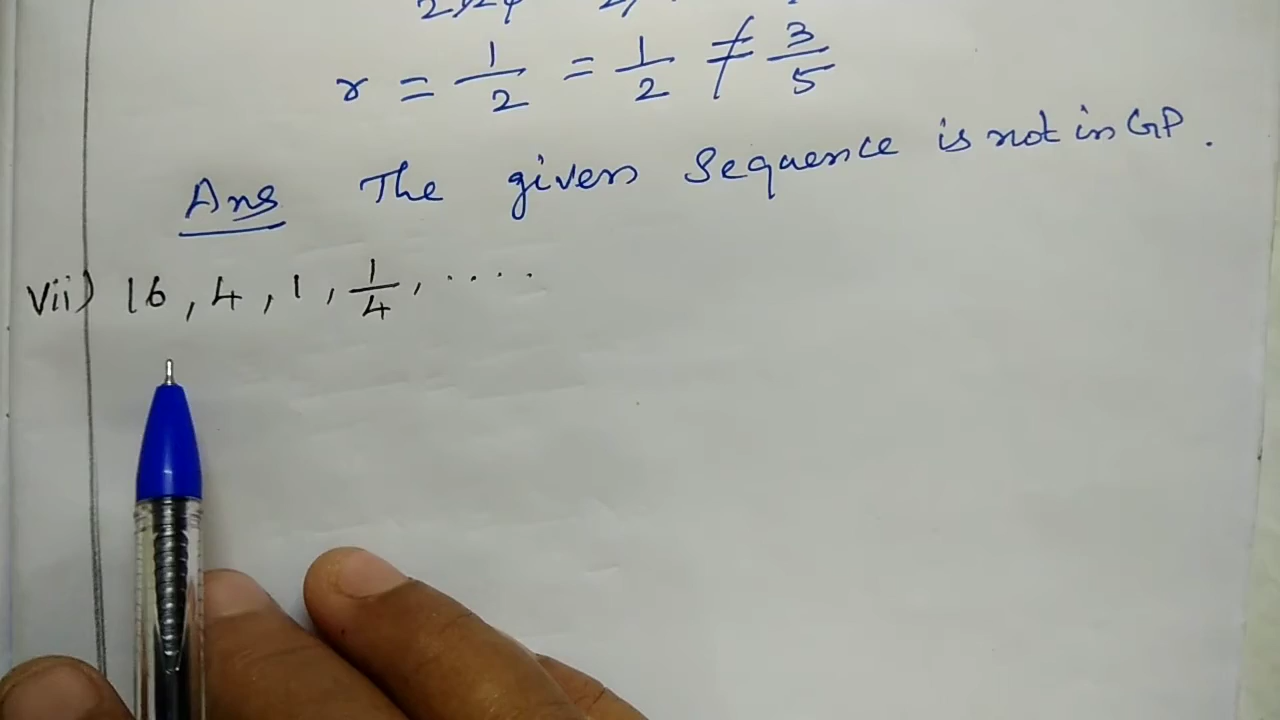 r = 1/2 = 1/2 ≠ 3/5
Ans The given Sequence is not in GP.
vii) 16, 4, 1, 1/4, ....